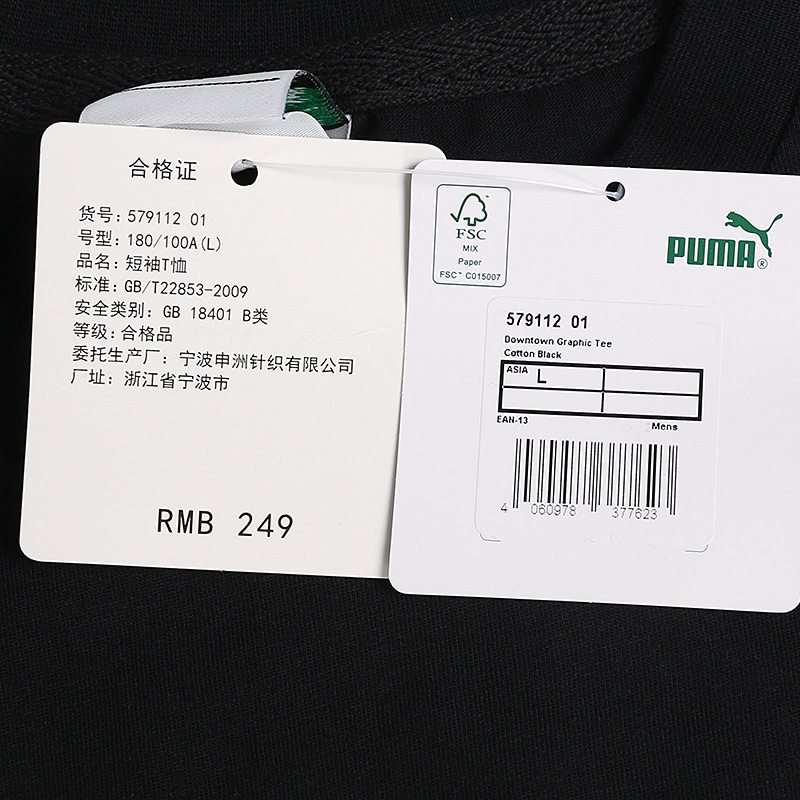 合格证
货号: 579112 01
号型: 180/100A(L)
品名: 短袖T恤
标准: GB/T22853-2009
安全类别: GB 18401 B类
等级: 合格品
委托生产厂: 宁波申洲针织有限公司
厂址: 浙江省宁波市
RMB 249
FSC
MIX
Paper
FSC™ C015007
PUMA®
579112 01
Downtown Graphic Tee
Cotton Black
ASIA L
EAN-13 Mens
4 060978 377623